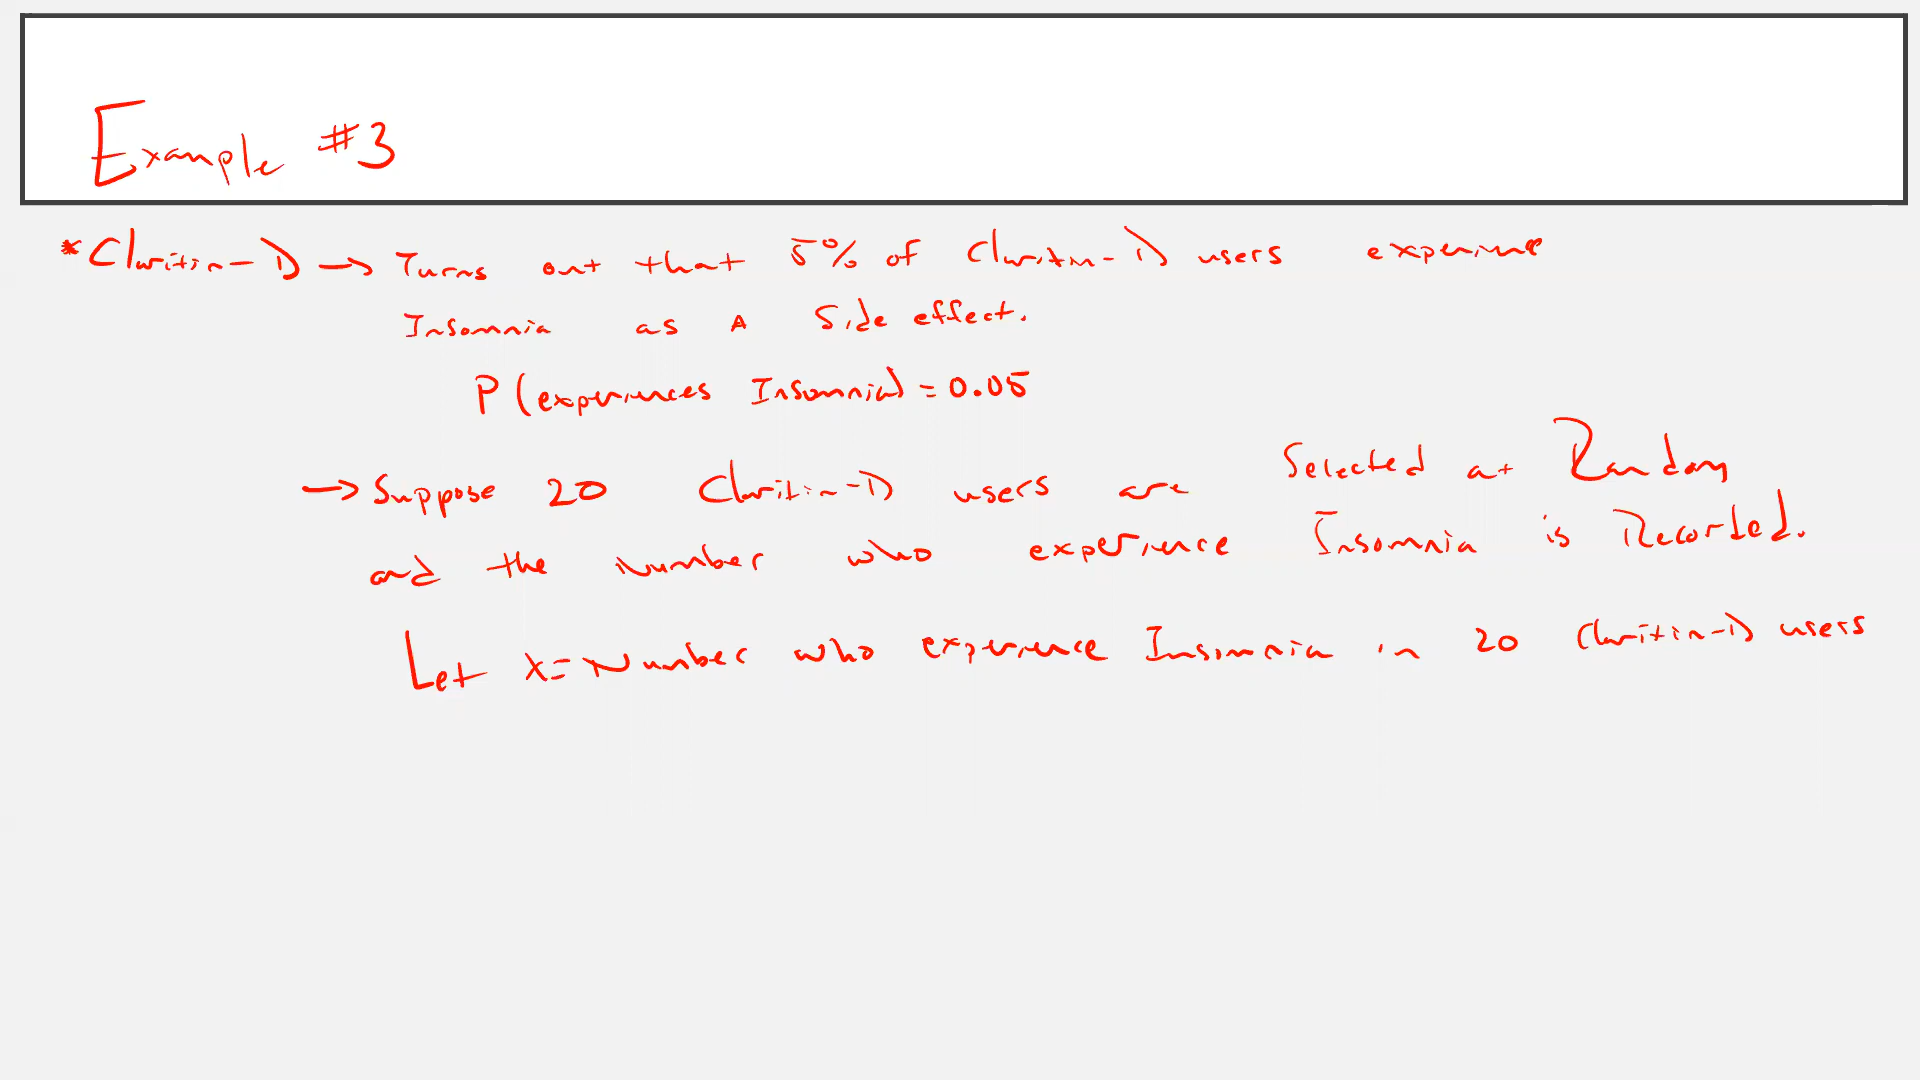 Example #3
*Claritin-D → Turns out that 5% of Claritin-D users experience
Insomnia as A Side effect.
P(experiences Insomnia) = 0.05
→ Suppose 20 Claritin-D users are Selected at Random
and the Number who experience Insomnia is Recorded.
Let x = Number who experience Insomnia in 20 Claritin-D users